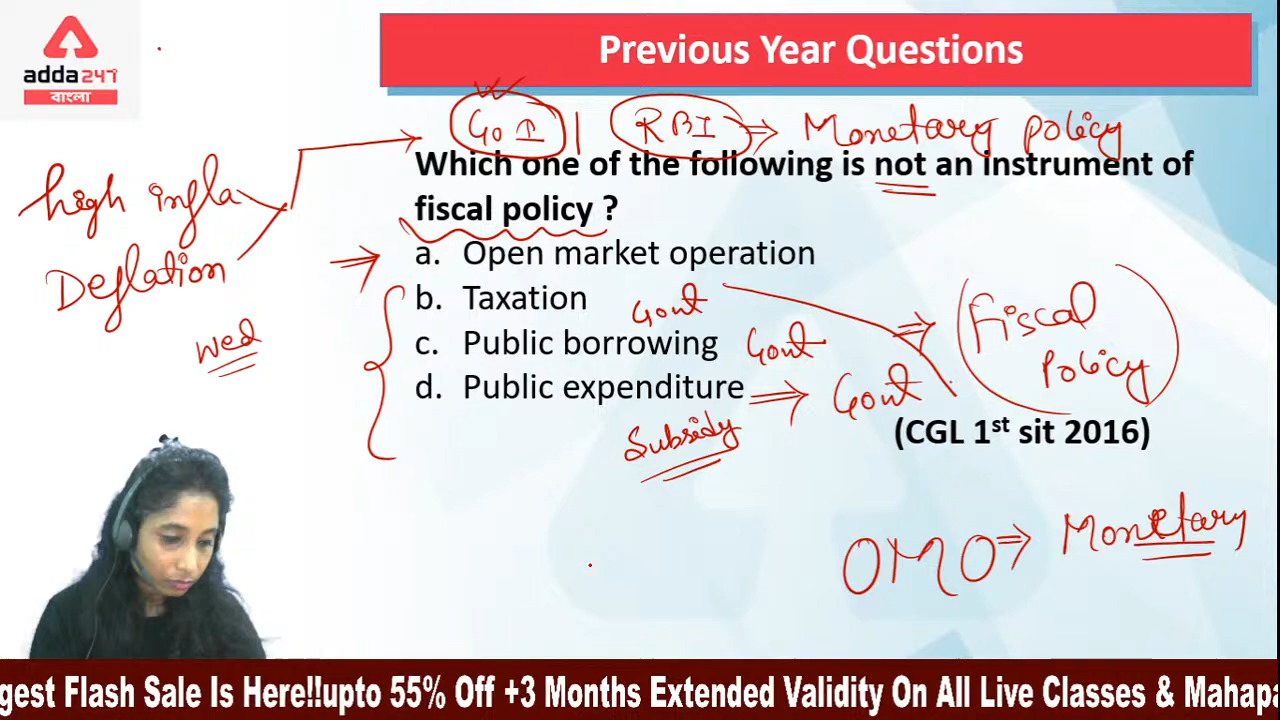 adda247
বাংলা
Previous Year Questions
GOI | RBI ⇒ Monetary policy
Which one of the following is not an instrument of
fiscal policy ?
high infla
Deflation
Wed
a. Open market operation
b. Taxation Govt
c. Public borrowing Govt
d. Public expenditure ⇒ Govt
Subsidy
⇒ Fiscal
Policy
(CGL 1st sit 2016)
OMO ⇒ Monetary
gest Flash Sale Is Here!!upto 55% Off +3 Months Extended Validity On All Live Classes & Mahapa